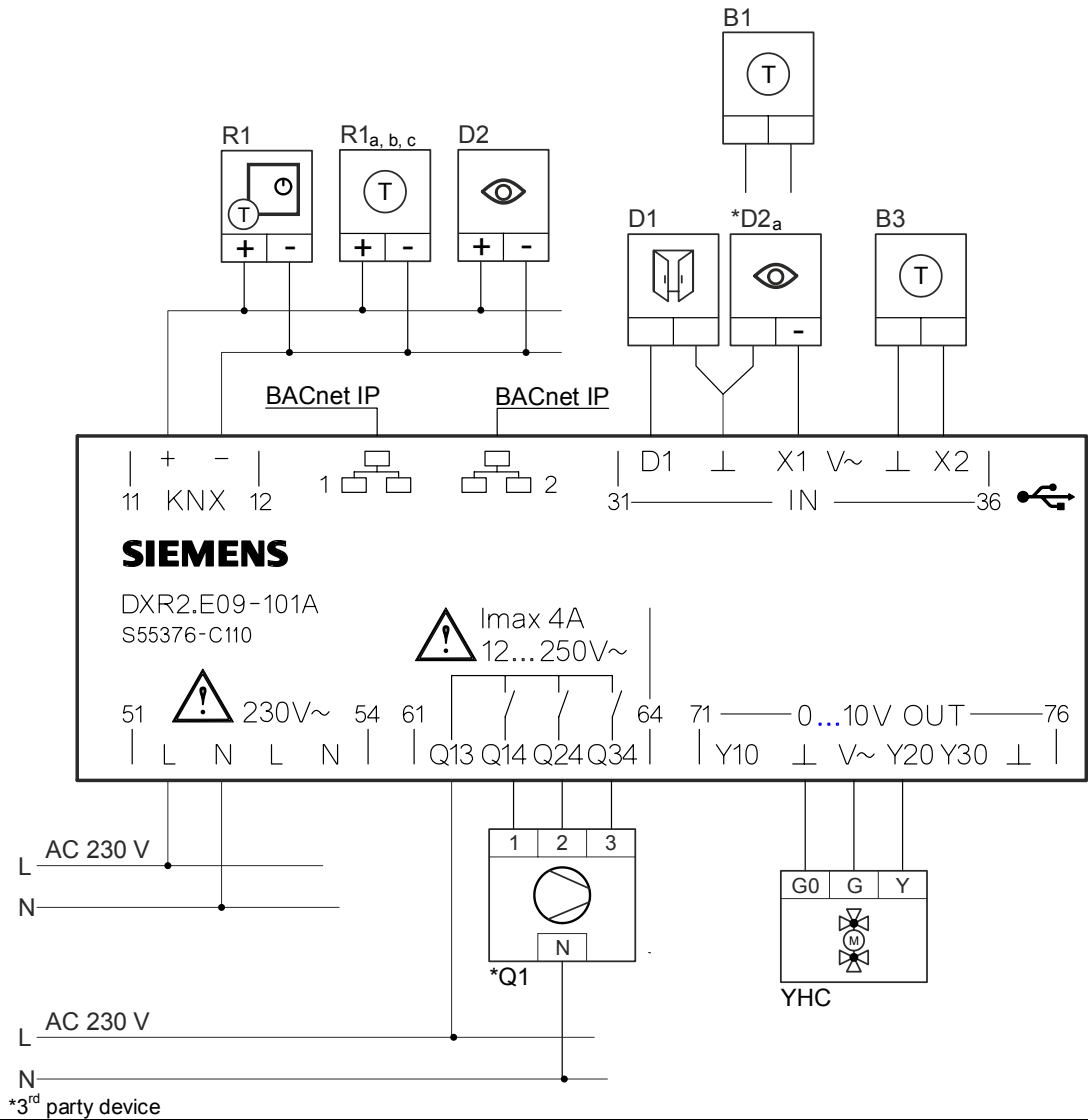 B1
T
R1
R1a, b, c
D2
T
T
+ -
+ -
+ -
D1
*D2a
B3
T
-
BACnet IP
BACnet IP
+ -
D1 ⊥ X1 V~ ⊥ X2
11 KNX 12
1
2
31 IN 36
SIEMENS
DXR2.E09-101A
S55376-C110
! Imax 4A
12...250V~
51 ! 230V~ 54 61 64 71 0...10V OUT 76
L N L N Q13 Q14 Q24 Q34 Y10 ⊥ V~ Y20 Y30 ⊥
1 2 3
L AC 230 V
G0 G Y
N
M
N
*Q1
YHC
L AC 230 V
N
*3rd party device